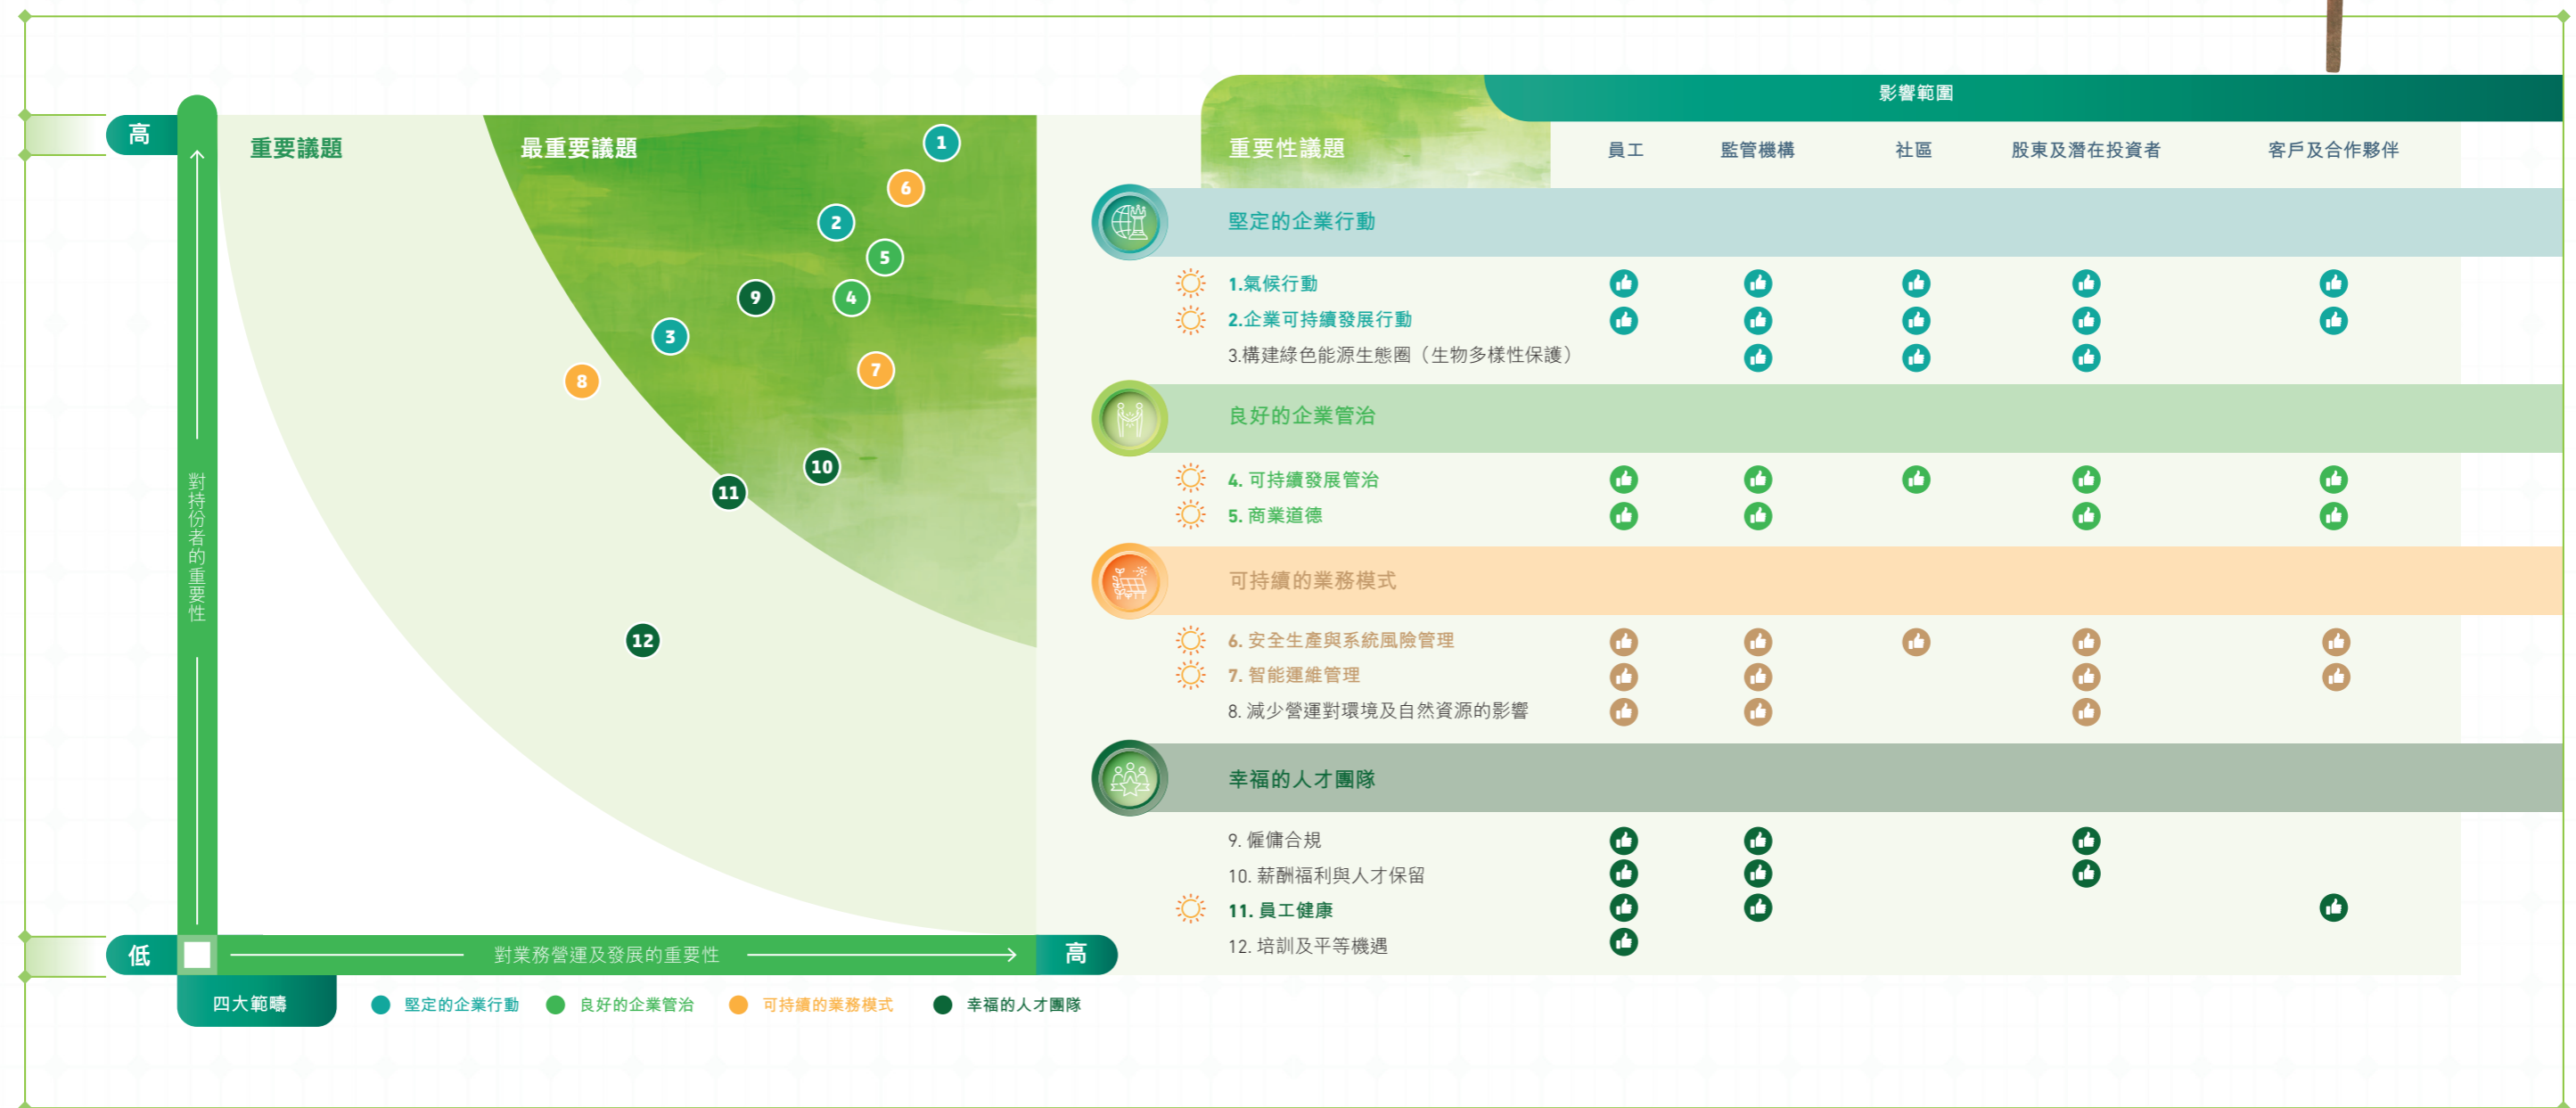 高
重要議題
最重要議題
1
6
2
5
9
4
3
7
8
10
11
12
對持份者的重要性
低
對業務營運及發展的重要性
高
四大範疇
堅定的企業行動
良好的企業管治
可持續的業務模式
幸福的人才團隊
影響範圍
重要性議題
員工
監管機構
社區
股東及潛在投資者
客戶及合作夥伴
堅定的企業行動
1.氣候行動
2.企業可持續發展行動
3.構建綠色能源生態圈（生物多樣性保護）
良好的企業管治
4. 可持續發展管治
5. 商業道德
可持續的業務模式
6. 安全生產與系統風險管理
7. 智能運維管理
8. 減少營運對環境及自然資源的影響
幸福的人才團隊
9. 僱傭合規
10. 薪酬福利與人才保留
11. 員工健康
12. 培訓及平等機遇